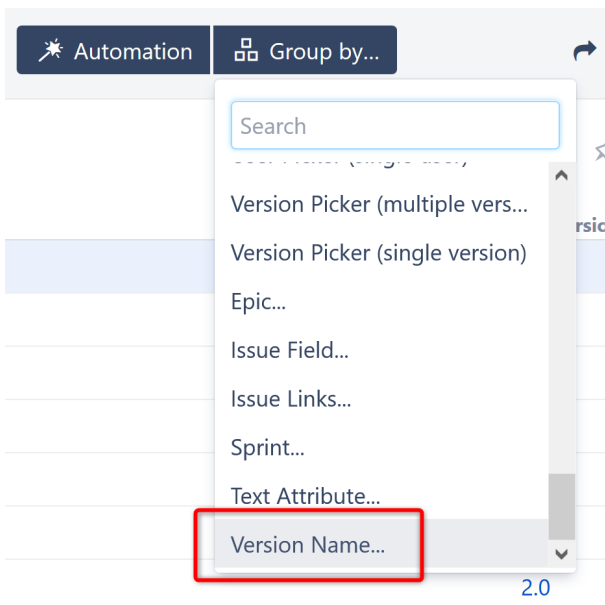 Automation
Group by...
Search
Version Picker (multiple vers...
Version Picker (single version)
Epic...
Issue Field...
Issue Links...
Sprint...
Text Attribute...
Version Name...
2.0